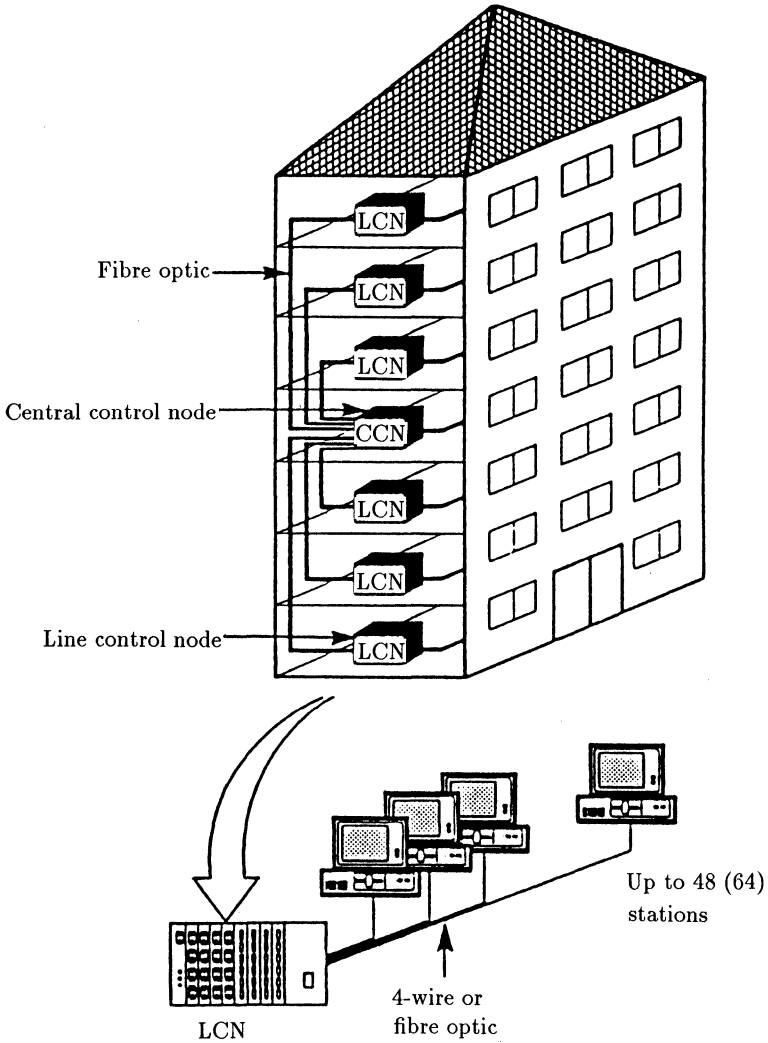 LCN
Fibre optic
LCN
LCN
Central control node
CCN
LCN
LCN
Line control node
LCN
Up to 48 (64)
stations
4-wire or
fibre optic
LCN